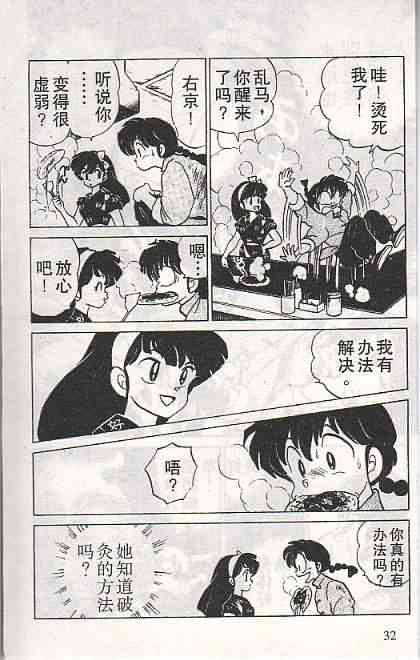 哇！烫死
我了！
乱马，
你醒来
了吗？
右京！
听说你
……
变得很
虚弱？
嗯…
放心
吧！
我有
办法
解决。
唔？
你真的有
办法吗？
她知道破
灸的方法
吗？
32